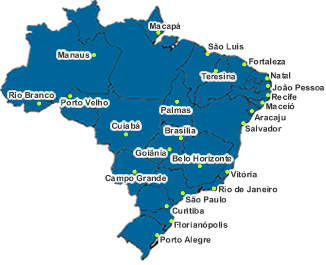 Macapá
São Luis
Manaus
Fortaleza
Teresina
Natal
João Pessoa
Rio Branco
Recife
Porto Velho
Maceió
Palmas
Aracaju
Cuiabá
Brasília
Salvador
Goiânia
Belo Horizonte
Campo Grande
Vitória
Rio de Janeiro
São Paulo
Curitiba
Florianópolis
Porto Alegre